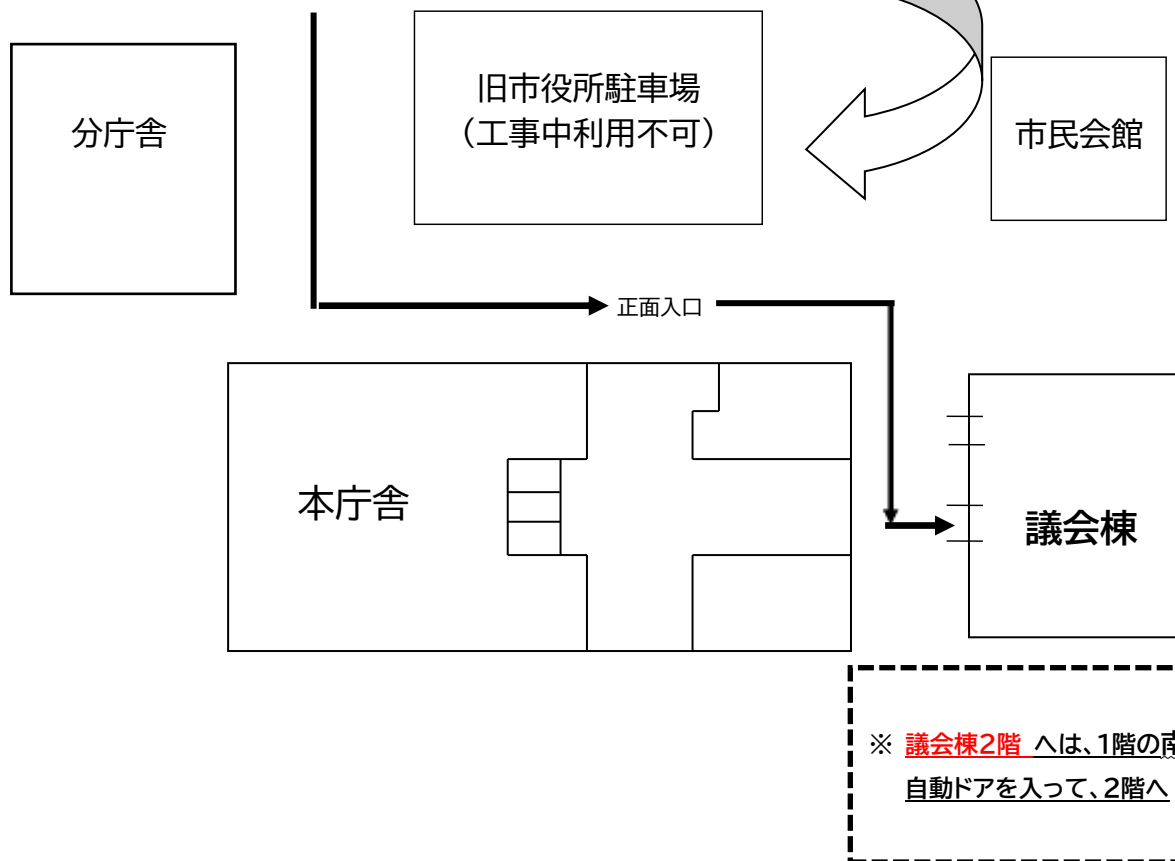 分庁舎
旧市役所駐車場
（工事中利用不可）
市民会館
正面入口
本庁舎
議会棟
※ 議会棟2階 へは、1階の南
自動ドアを入って、2階へ